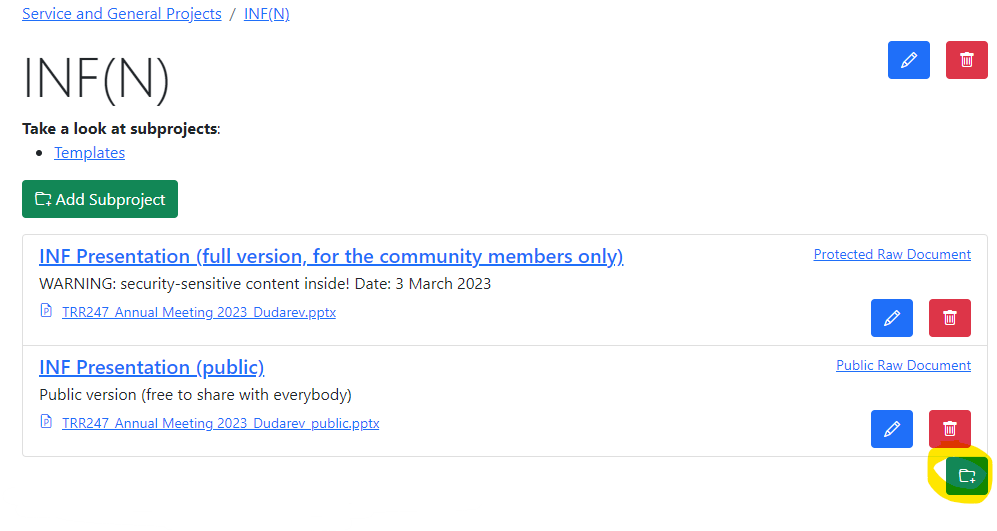 Service and General Projects / INF(N)
INF(N)
Take a look at subprojects:
Templates
Add Subproject
INF Presentation (full version, for the community members only)
Protected Raw Document
WARNING: security-sensitive content inside! Date: 3 March 2023
TRR247_Annual Meeting 2023_Dudarev.pptx
INF Presentation (public)
Public Raw Document
Public version (free to share with everybody)
TRR247_Annual Meeting 2023_Dudarev_public.pptx